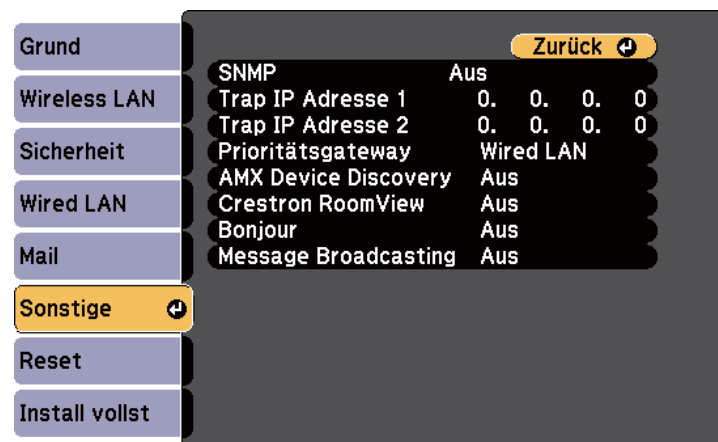 Grund
Wireless LAN
Sicherheit
Wired LAN
Mail
Sonstige
Reset
Install vollst
Zurück
SNMP Aus
Trap IP Adresse 1 0. 0. 0. 0
Trap IP Adresse 2 0. 0. 0. 0
Prioritätsgateway Wired LAN
AMX Device Discovery Aus
Crestron RoomView Aus
Bonjour Aus
Message Broadcasting Aus